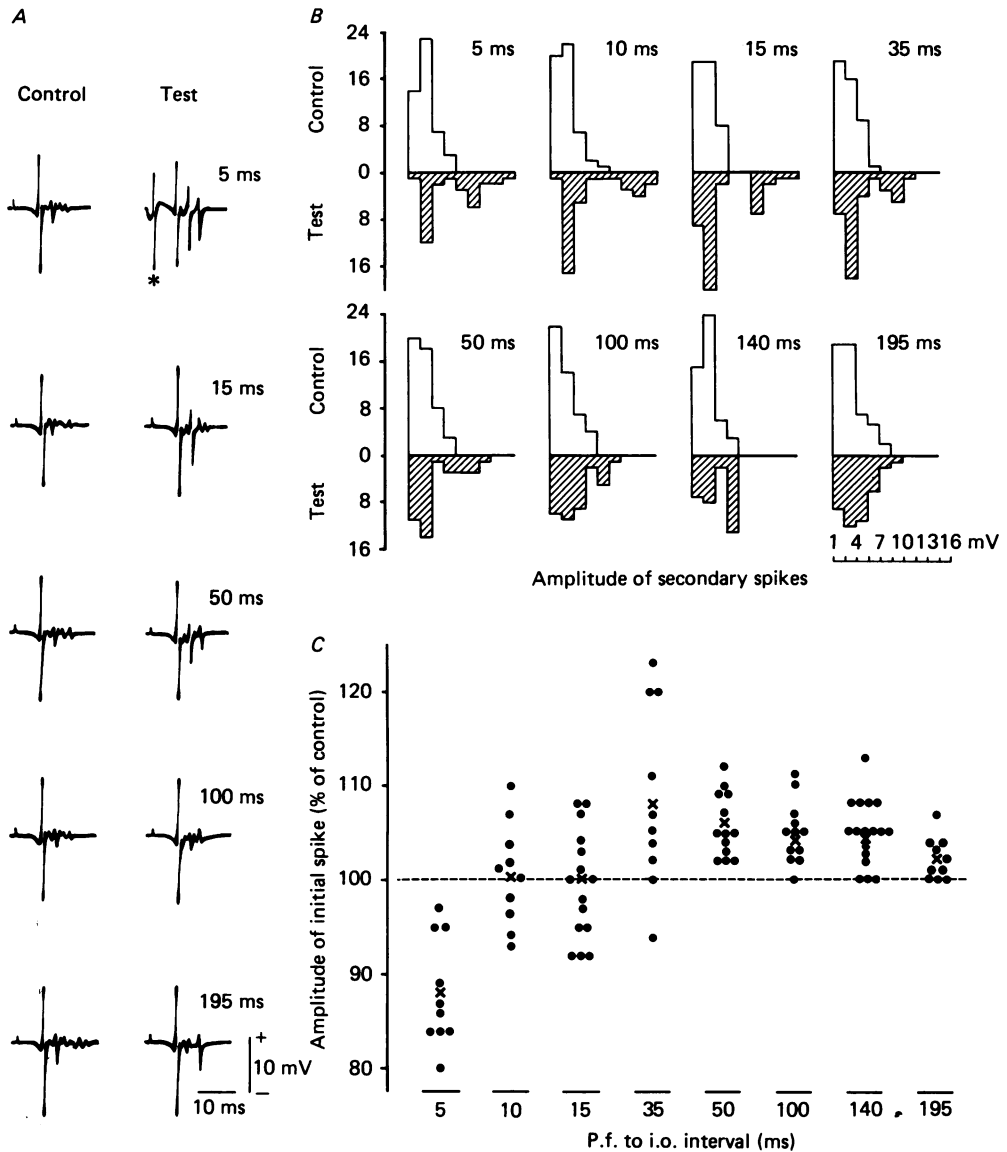 A
Control
Test
5 ms
*
15 ms
50 ms
100 ms
195 ms
+
10 mV
−
10 ms
B
24
16
8
0
8
16
Control
Test
5 ms
10 ms
15 ms
35 ms
24
16
8
0
8
16
Control
Test
50 ms
100 ms
140 ms
195 ms
1 4 7 10 13 16 mV
Amplitude of secondary spikes
C
Amplitude of initial spike (% of control)
120
110
100
90
80
5 10 15 35 50 100 140 195
P.f. to i.o. interval (ms)